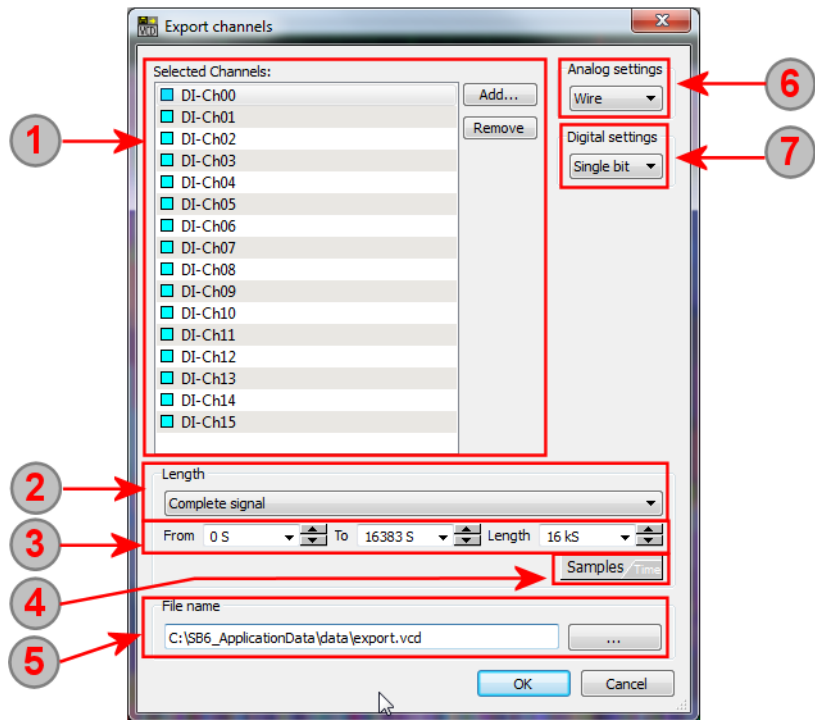 VCD Export channels
Selected Channels:
DI-Ch00
DI-Ch01
DI-Ch02
DI-Ch03
DI-Ch04
DI-Ch05
DI-Ch06
DI-Ch07
DI-Ch08
DI-Ch09
DI-Ch10
DI-Ch11
DI-Ch12
DI-Ch13
DI-Ch14
DI-Ch15
Add...
Remove
Analog settings
Wire
Digital settings
Single bit
Length
Complete signal
From 0 S To 16383 S Length 16 kS
Samples Time
File name
C:\SB6_ApplicationData\data\export.vcd ...
OK Cancel
1
2
3
4
5
6
7